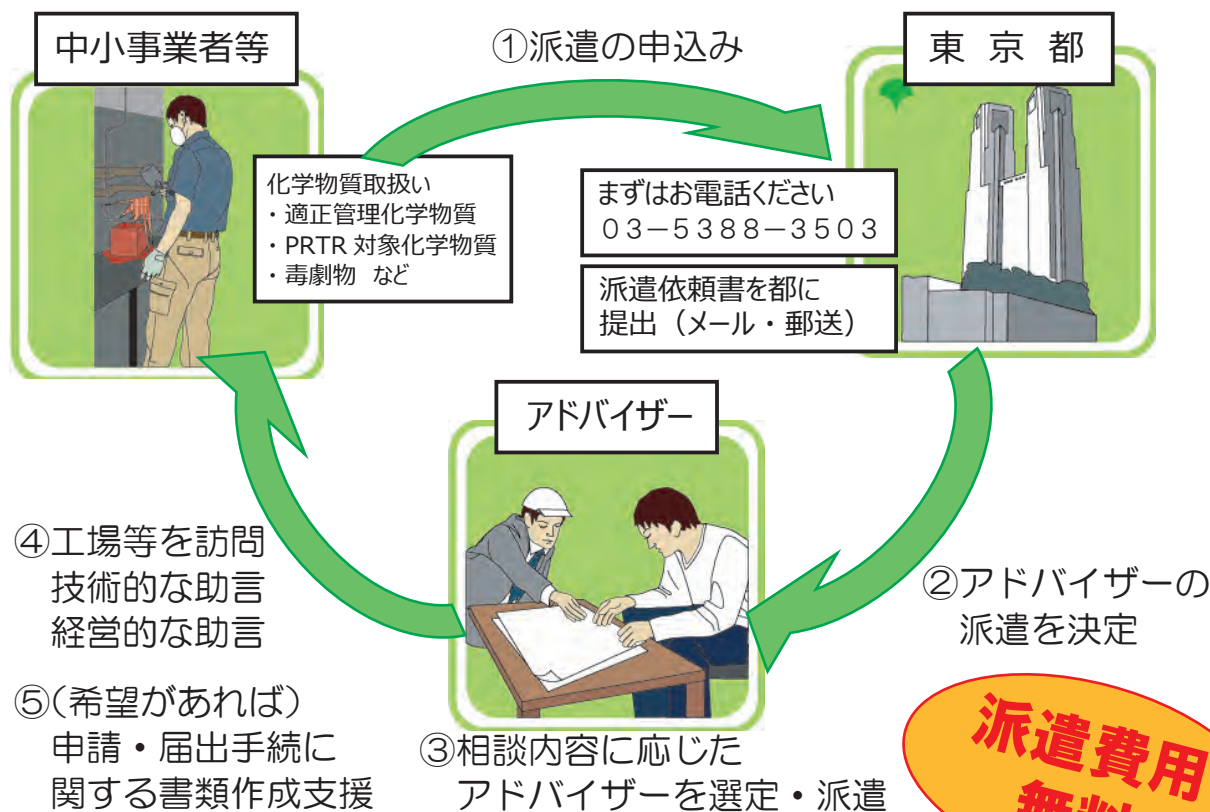 中小事業者等
①派遣の申込み
東 京 都
化学物質取扱い
・適正管理化学物質
・PRTR 対象化学物質
・毒劇物 など
まずはお電話ください
03-5388-3503
派遣依頼書を都に
提出（メール・郵送）
アドバイザー
②アドバイザーの
派遣を決定
③相談内容に応じた
アドバイザーを選定・派遣
④工場等を訪問
技術的な助言
経営的な助言
⑤(希望があれば)
申請・届出手続に
関する書類作成支援
派遣費用
無料